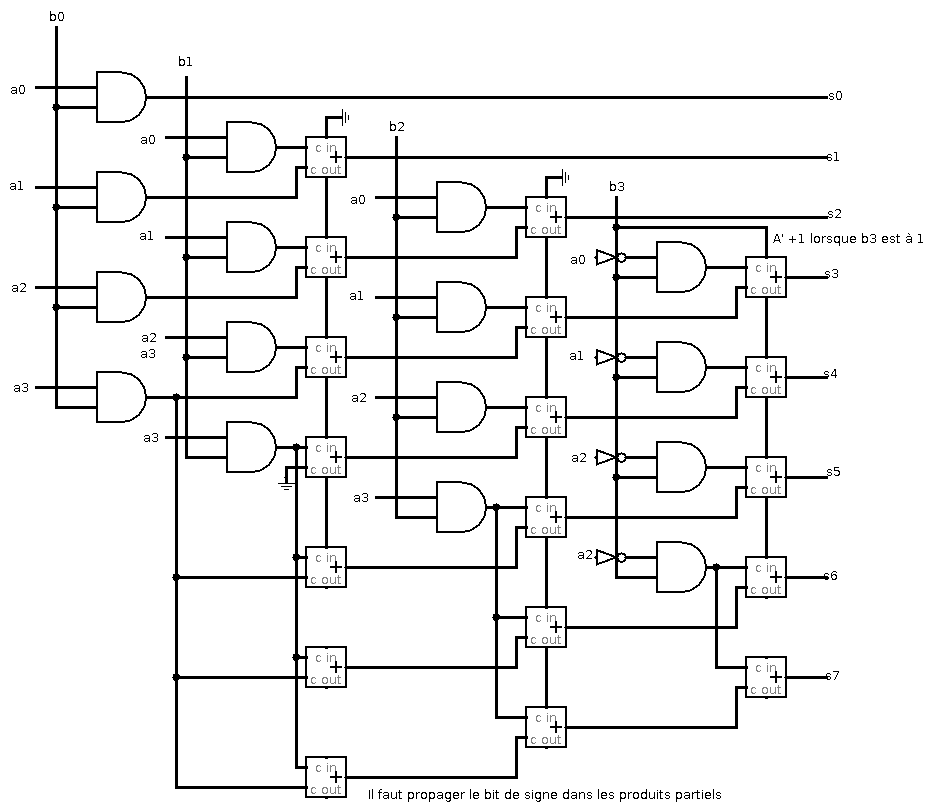 b0
b1
a0
s0
b2
a0
c in
c out
s1
b3
a1
a0
c in
c out
s2
a1
A' +1 lorsque b3 est à 1
c in
c out
a0
c in
c out
s3
a2
a1
c in
c out
a2
a3
c in
c out
a1
c in
c out
s4
a3
a2
c in
c out
a3
c in
c out
a2
c in
c out
s5
a3
c in
c out
c in
c out
a2
c in
c out
s6
c in
c out
c in
c out
c in
c out
s7
c in
c out
c in
c out
Il faut propager le bit de signe dans les produits partiels